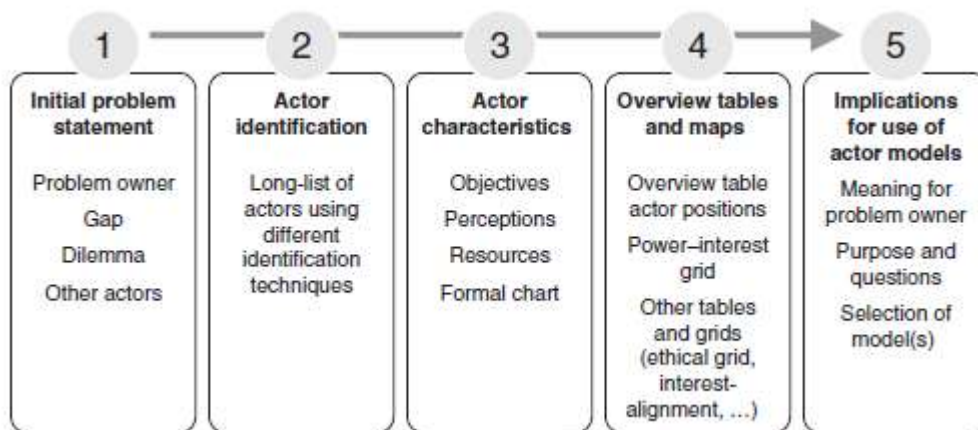 1
2
3
4
5
Initial problem
statement
Problem owner
Gap
Dilemma
Other actors
Actor
identification
Long-list of
actors using
different
identification
techniques
Actor
characteristics
Objectives
Perceptions
Resources
Formal chart
Overview tables
and maps
Overview table
actor positions
Power–interest
grid
Other tables
and grids
(ethical grid,
interest-
alignment, …)
Implications
for use of
actor models
Meaning for
problem owner
Purpose and
questions
Selection of
model(s)